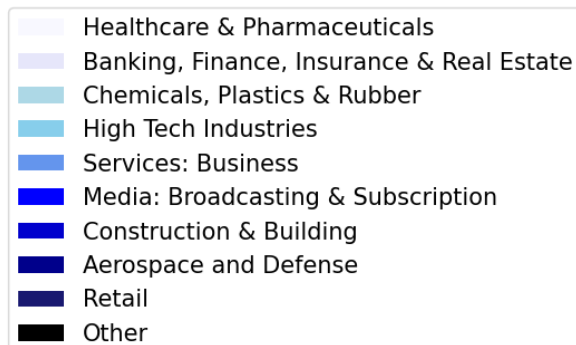 Healthcare & Pharmaceuticals
Banking, Finance, Insurance & Real Estate
Chemicals, Plastics & Rubber
High Tech Industries
Services: Business
Media: Broadcasting & Subscription
Construction & Building
Aerospace and Defense
Retail
Other